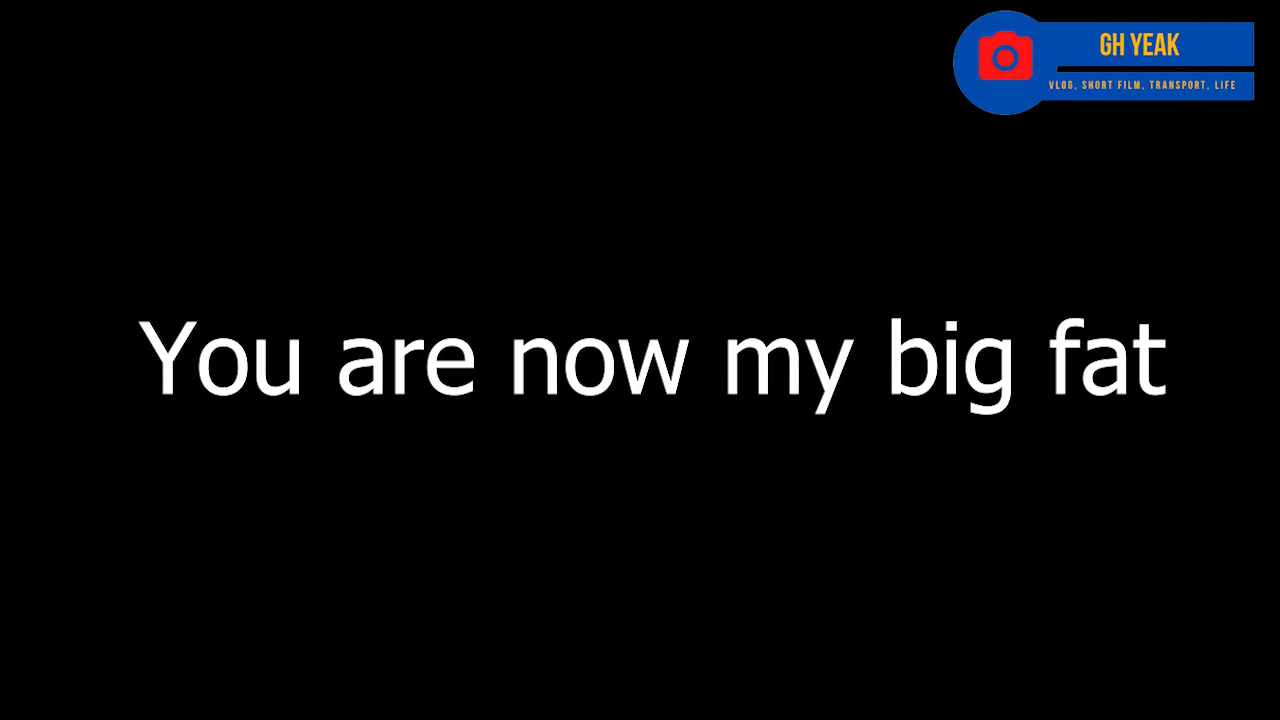 GH YEAK
VLOG, SHORT FILM, TRANSPORT, LIFE
You are now my big fat